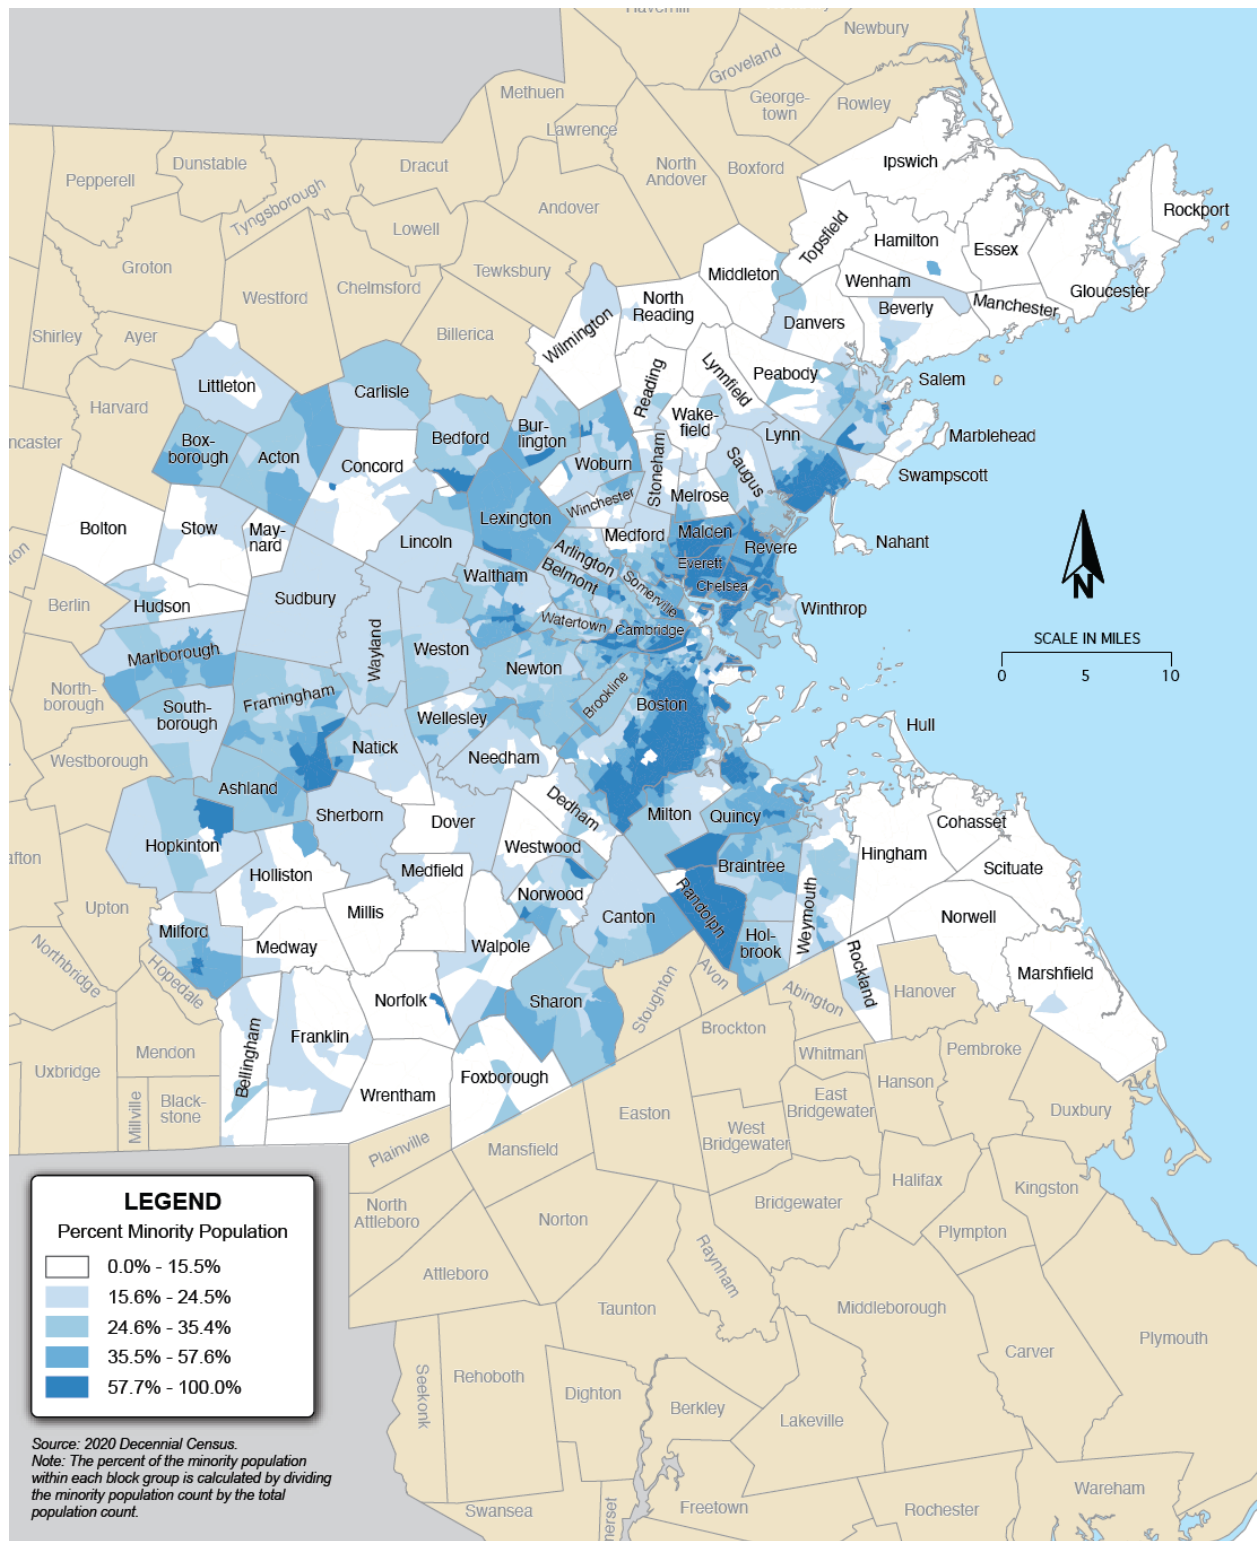 Haverhill
Newbury
Groveland
Methuen
George-
town
Rowley
Lawrence
Dunstable
Dracut
North
Andover
Boxford
Ipswich
Pepperell
Tyngsborough
Andover
Rockport
Lowell
Topsfield
Hamilton
Essex
Groton
Tewksbury
Middleton
Chelmsford
Wenham
Gloucester
Westford
North
Reading
Manchester
Beverly
Danvers
Shirley
Ayer
Billerica
Wilmington
Reading
Lynnfield
Peabody
Salem
Littleton
Carlisle
Harvard
Wake-
field
Marblehead
ncaster
Box-
borough
Acton
Bedford
Bur-
lington
Lynn
Concord
Woburn
Stoneham
Saugus
Swampscott
Winchester
Melrose
Bolton
Stow
May-
nard
Lexington
Medford
Malden
Revere
Nahant
Lincoln
Arlington
Everett
Waltham
Belmont
Somerville
Chelsea
Berlin
Hudson
Sudbury
Winthrop
N
Watertown
Cambridge
SCALE IN MILES
Marlborough
Wayland
Weston
Newton
0
5
10
North-
borough
South-
borough
Framingham
Brookline
Boston
Wellesley
Hull
Westborough
Natick
Needham
Ashland
Sherborn
Dover
Dedham
Milton
Quincy
Cohasset
Hopkinton
Westwood
Hingham
afton
Holliston
Medfield
Braintree
Scituate
Upton
Norwood
Randolph
Weymouth
Millis
Canton
Norwell
Milford
Medway
Walpole
Hol-
brook
Rockland
Northbridge
Hopedale
Stoughton
Avon
Marshfield
Norfolk
Sharon
Abington
Hanover
Franklin
Brockton
Mendon
Bellingham
Whitman
Pembroke
Uxbridge
Foxborough
Hanson
Wrentham
East
Bridgewater
Millville
Black-
stone
Easton
Duxbury
West
Bridgewater
Plainville
Mansfield
Halifax
Kingston
LEGEND
Percent Minority Population
0.0% - 15.5%
15.6% - 24.5%
24.6% - 35.4%
35.5% - 57.6%
57.7% - 100.0%
North
Attleboro
Norton
Bridgewater
Plympton
Raynham
Attleboro
Taunton
Middleborough
Plymouth
Carver
Seekonk
Rehoboth
Dighton
Berkley
Lakeville
Source: 2020 Decennial Census.
Note: The percent of the minority population
within each block group is calculated by dividing
the minority population count by the total
population count.
Wareham
Swansea
merset
Freetown
Rochester